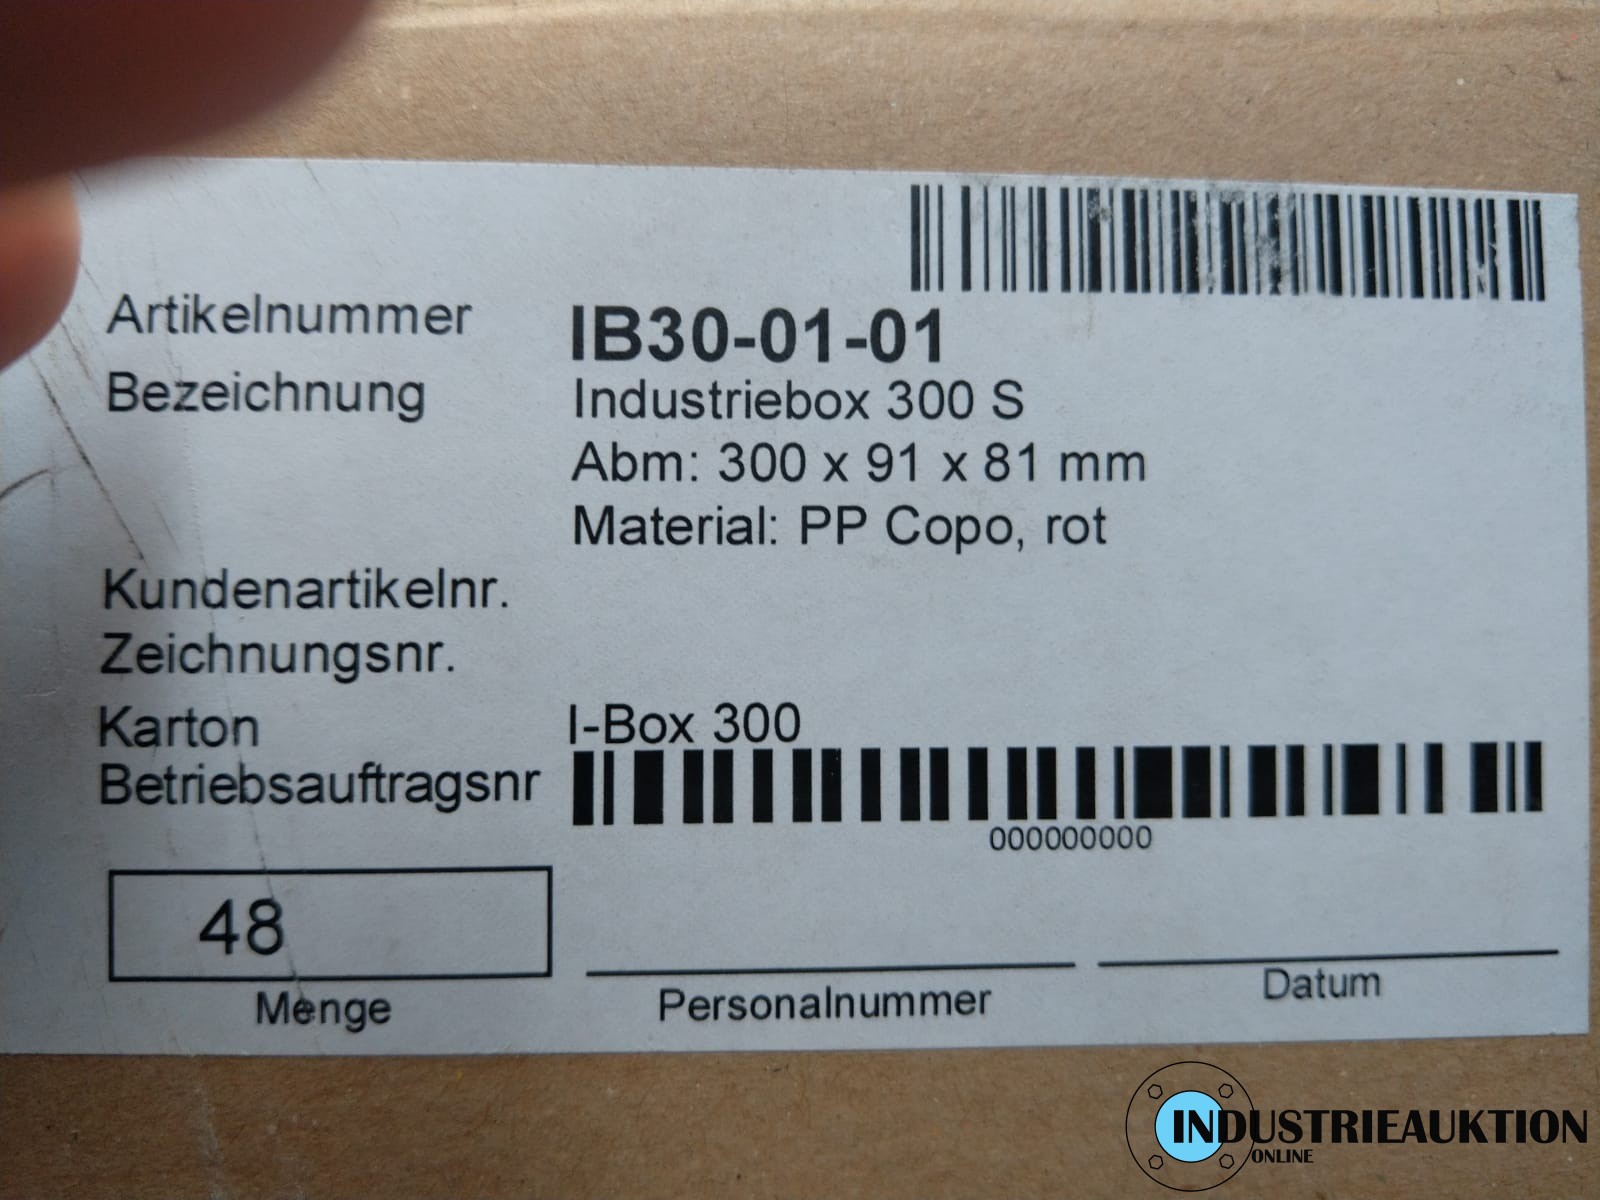 Artikelnummer IB30-01-01
Bezeichnung Industriebox 300 S
Abm: 300 x 91 x 81 mm
Material: PP Copo, rot
Kundenartikelnr.
Zeichnungsnr.
Karton I-Box 300
Betriebsauftragsnr
000000000
48
Menge
Personalnummer
Datum
INDUSTRIEAUKTION
ONLINE